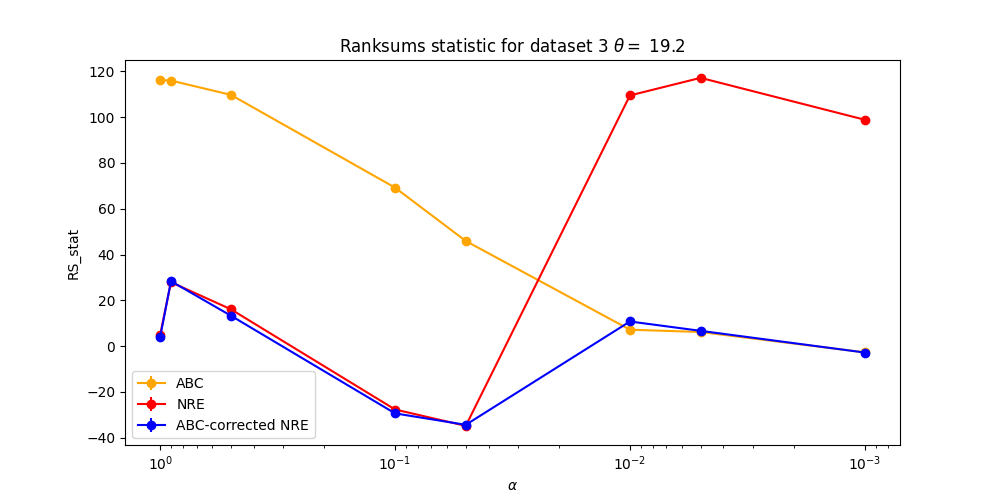 Ranksums statistic for dataset 3 θ = 19.2
120
100
80
60
40
20
0
−20
−40
RS_stat
ABC
NRE
ABC-corrected NRE
10⁰
10⁻¹
10⁻²
10⁻³
α